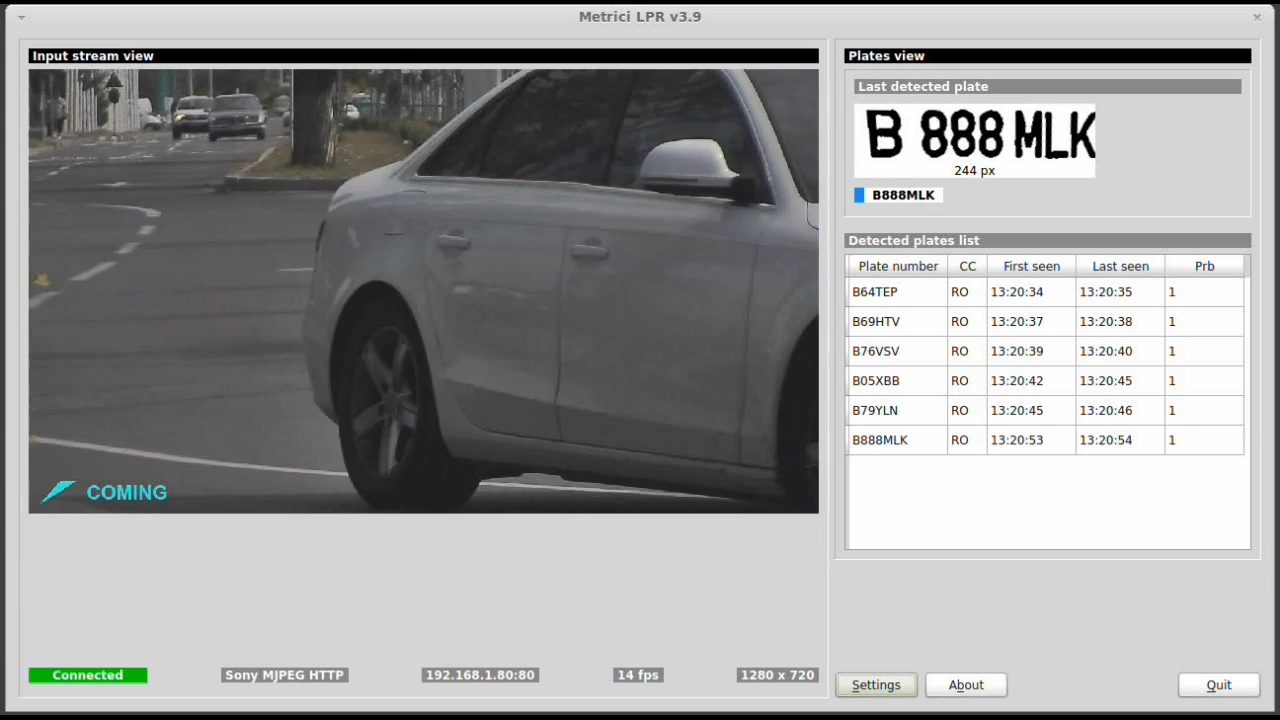 Metrici LPR v3.9
Input stream view
COMING
Connected
Sony MJPEG HTTP
192.168.1.80:80
14 fps
1280 x 720
Plates view
Last detected plate
B 888 MLK
244 px
B888MLK
Detected plates list
Plate number CC First seen Last seen Prb
B64TEP RO 13:20:34 13:20:35 1
B69HTV RO 13:20:37 13:20:38 1
B76VSV RO 13:20:39 13:20:40 1
B05XBB RO 13:20:42 13:20:45 1
B79YLN RO 13:20:45 13:20:46 1
B888MLK RO 13:20:53 13:20:54 1
Settings
About
Quit